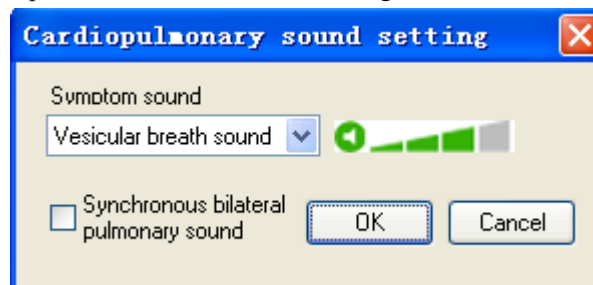 Cardiopulmonary sound setting
Symptom sound
Vesicular breath sound
Synchronous bilateral
pulmonary sound
OK
Cancel